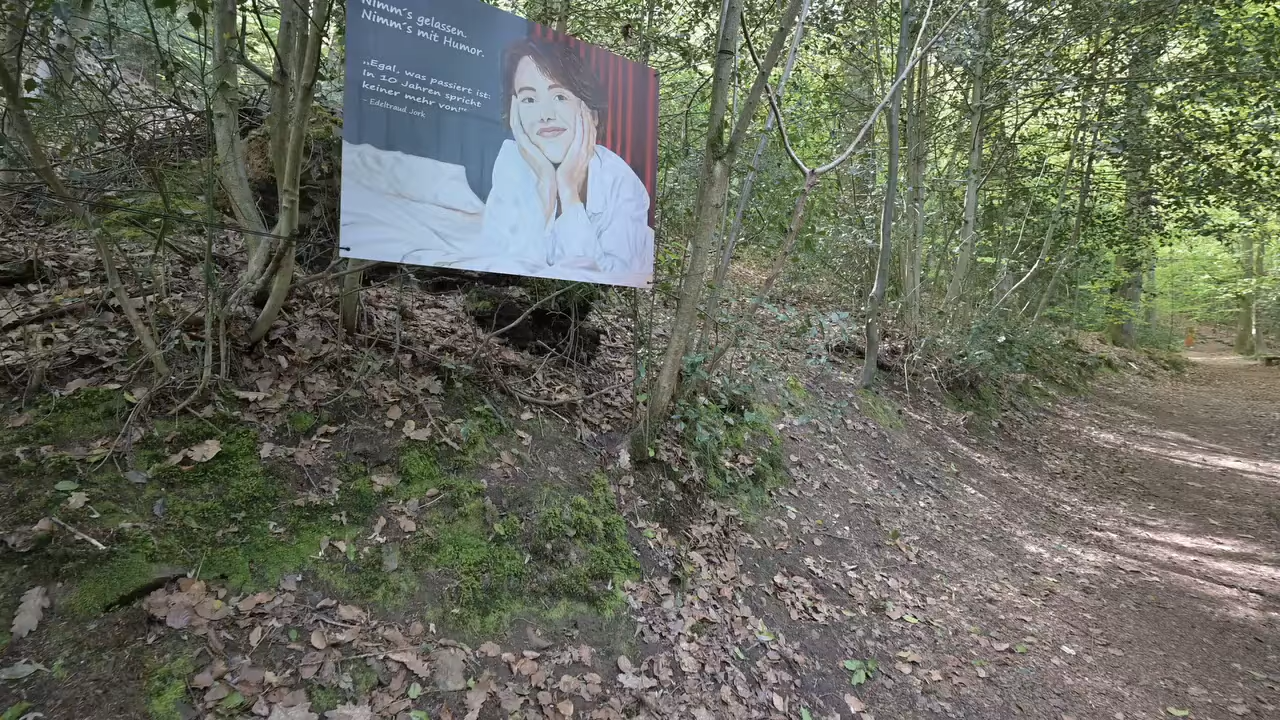 Nimm´s gelassen.
Nimm´s mit Humor.
„Egal, was passiert ist:
In 10 Jahren spricht
keiner mehr von!"
- Edeltraud Jork